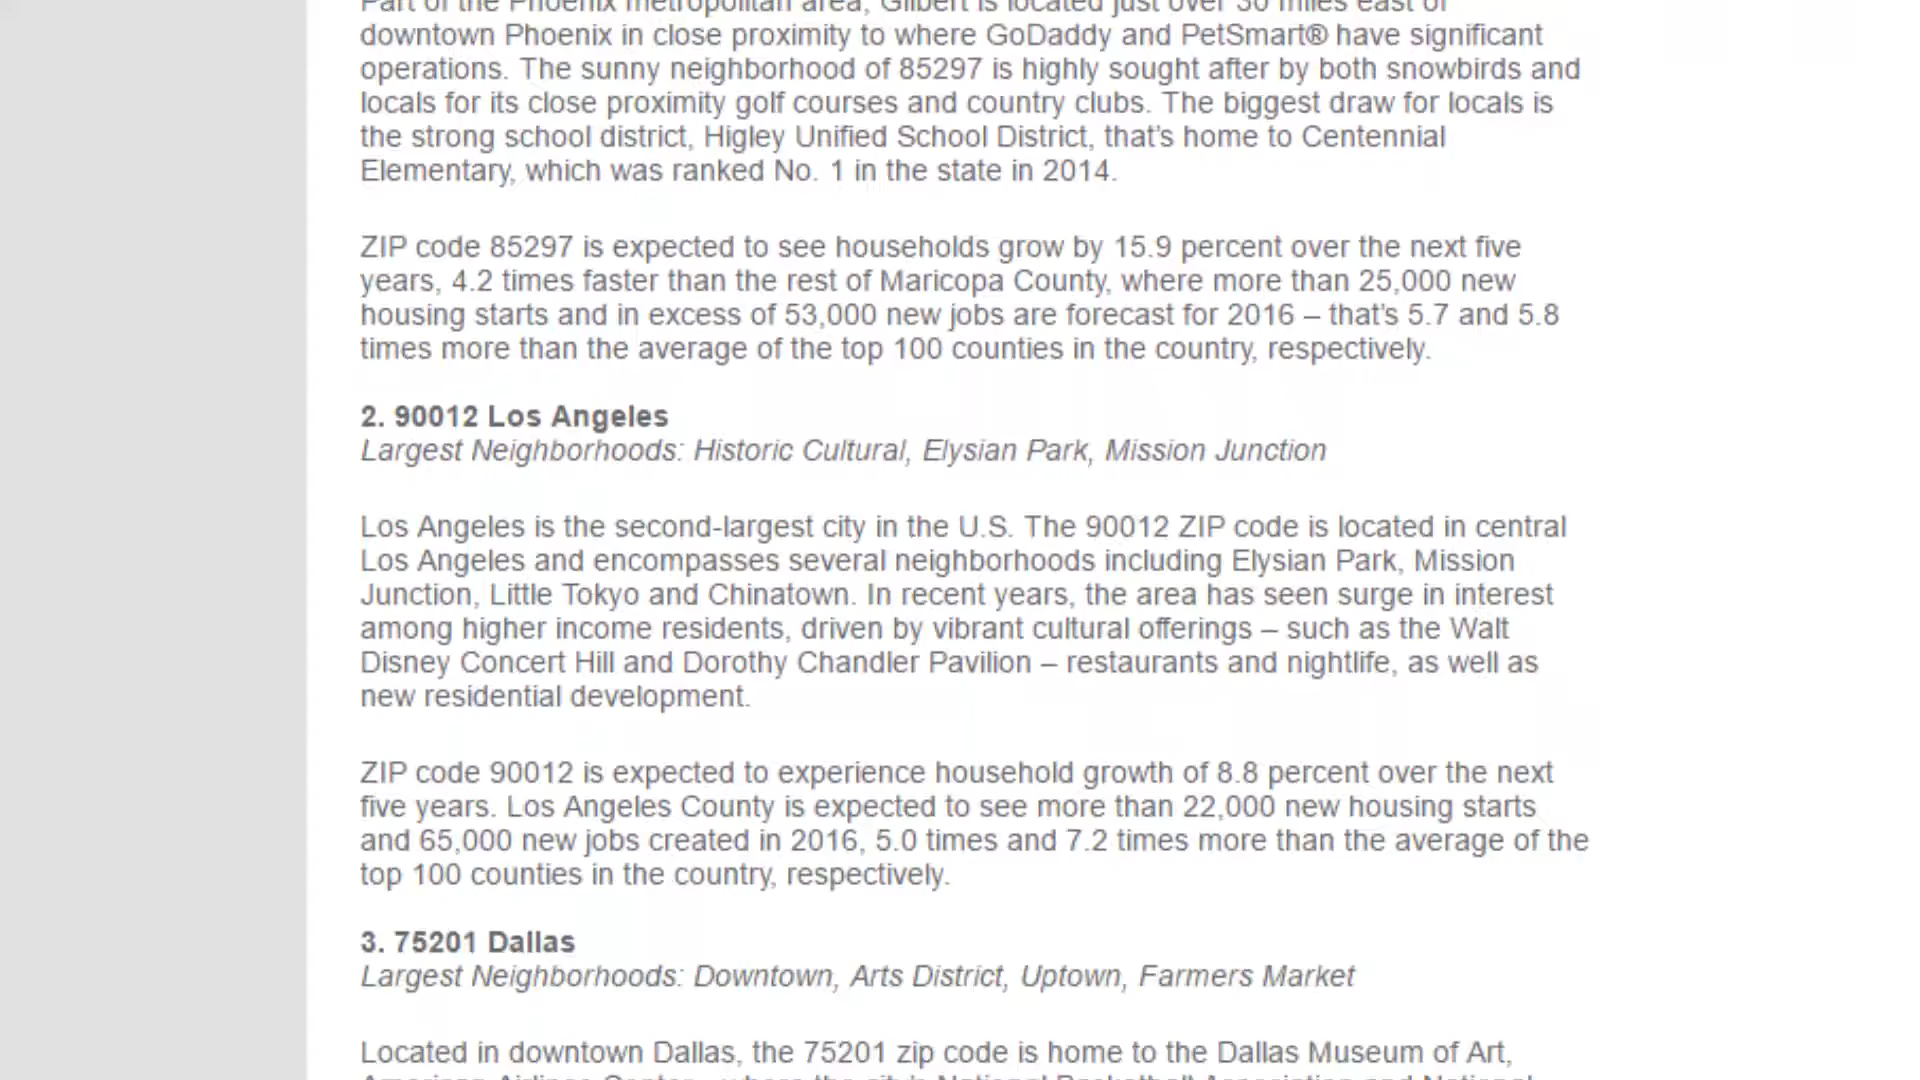 Part of the Phoenix metropolitan area, Gilbert is located just over 30 miles east of
downtown Phoenix in close proximity to where GoDaddy and PetSmart® have significant
operations. The sunny neighborhood of 85297 is highly sought after by both snowbirds and
locals for its close proximity golf courses and country clubs. The biggest draw for locals is
the strong school district, Higley Unified School District, that's home to Centennial
Elementary, which was ranked No. 1 in the state in 2014.
ZIP code 85297 is expected to see households grow by 15.9 percent over the next five
years, 4.2 times faster than the rest of Maricopa County, where more than 25,000 new
housing starts and in excess of 53,000 new jobs are forecast for 2016 – that's 5.7 and 5.8
times more than the average of the top 100 counties in the country, respectively.
2. 90012 Los Angeles
Largest Neighborhoods: Historic Cultural, Elysian Park, Mission Junction
Los Angeles is the second-largest city in the U.S. The 90012 ZIP code is located in central
Los Angeles and encompasses several neighborhoods including Elysian Park, Mission
Junction, Little Tokyo and Chinatown. In recent years, the area has seen surge in interest
among higher income residents, driven by vibrant cultural offerings – such as the Walt
Disney Concert Hill and Dorothy Chandler Pavilion – restaurants and nightlife, as well as
new residential development.
ZIP code 90012 is expected to experience household growth of 8.8 percent over the next
five years. Los Angeles County is expected to see more than 22,000 new housing starts
and 65,000 new jobs created in 2016, 5.0 times and 7.2 times more than the average of the
top 100 counties in the country, respectively.
3. 75201 Dallas
Largest Neighborhoods: Downtown, Arts District, Uptown, Farmers Market
Located in downtown Dallas, the 75201 zip code is home to the Dallas Museum of Art,